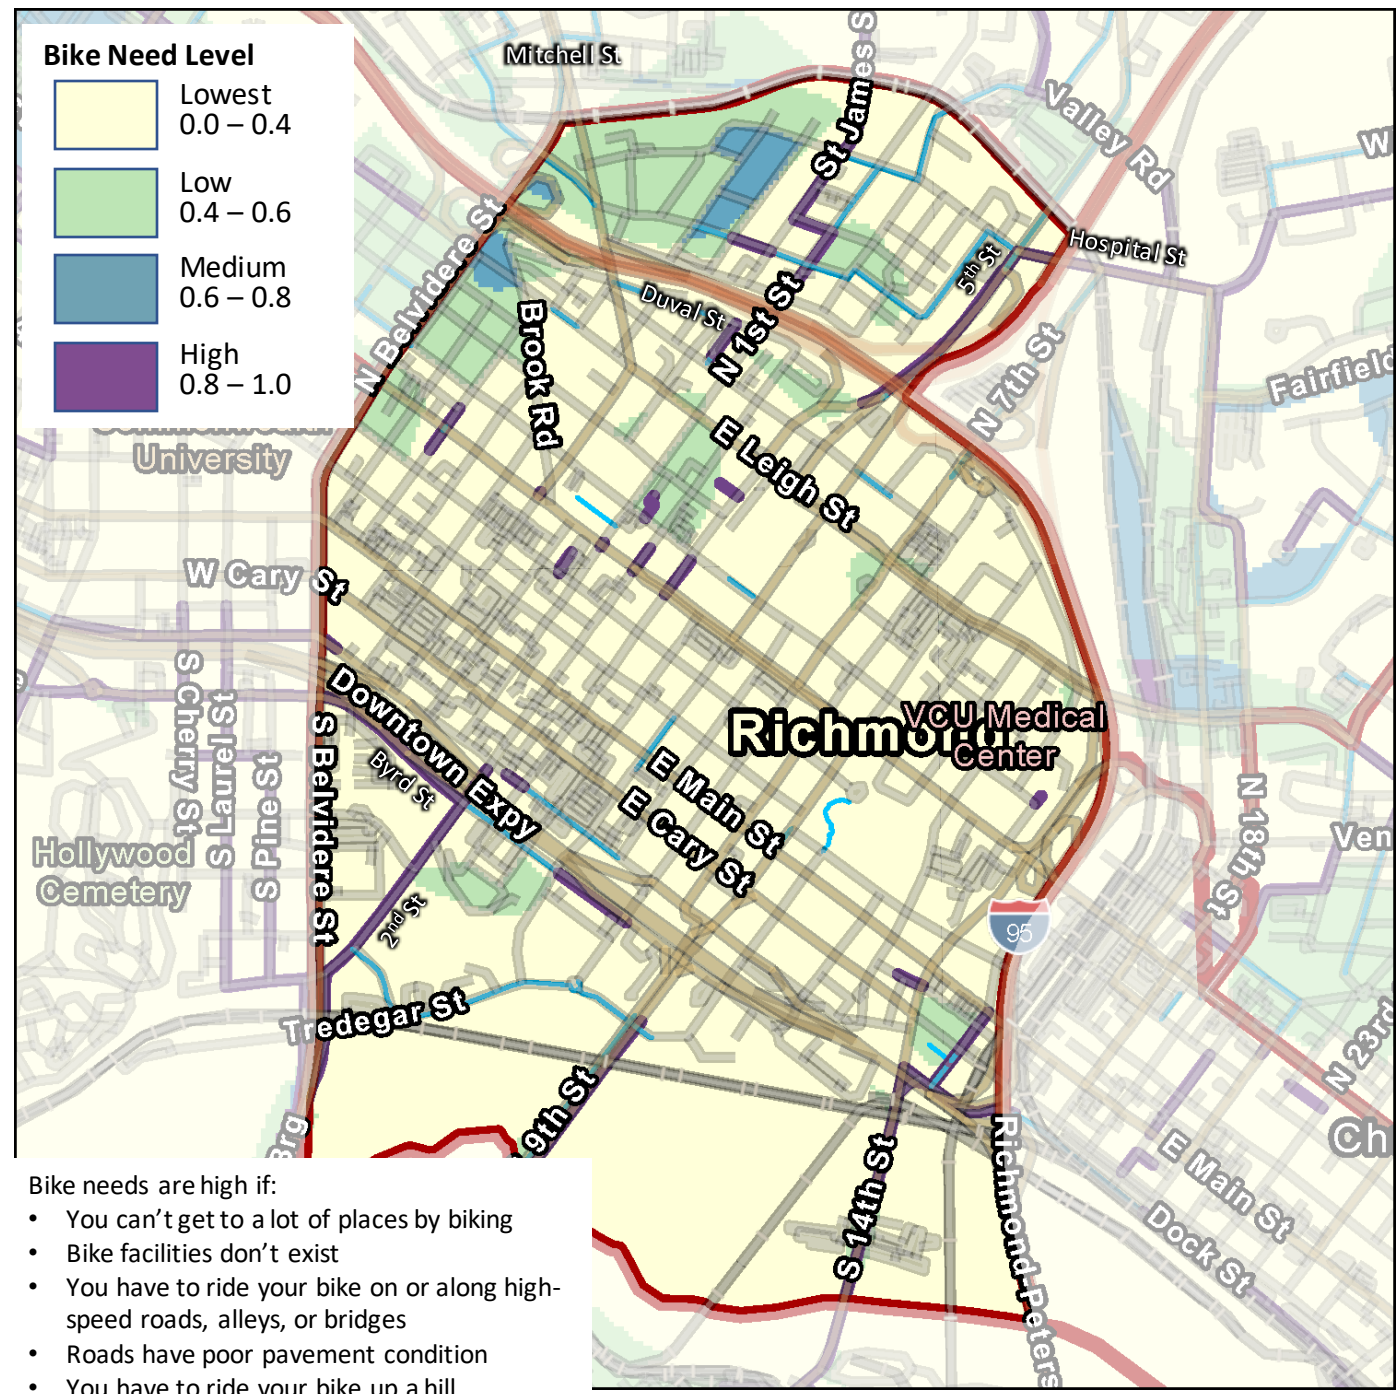 Bike Need Level
Lowest
0.0 – 0.4
Low
0.4 – 0.6
Medium
0.6 – 0.8
High
0.8 – 1.0
Mitchell St
St James S
Valley Rd
W
Hospital St
5th St
N Belvidere St
Duval St
N 1st St
Brook Rd
N 7th St
Fairfield
E Leigh St
University
W Cary St
Downtown Expy
S Cherry St
S Laurel St
S Pine St
S Belvidere St
Byrd St
Richmond
VCU Medical
Center
E Main St
E Cary St
N 18th St
Ven
Hollywood
Cemetery
2nd St
95
Tredegar St
N 23rd
9th St
Brg
S 14th St
Richmond-Peters
Ch
E Main St
Dock St
Bike needs are high if:
• You can’t get to a lot of places by biking
• Bike facilities don’t exist
• You have to ride your bike on or along high-
speed roads, alleys, or bridges
• Roads have poor pavement condition
• You have to ride your bike up a hill